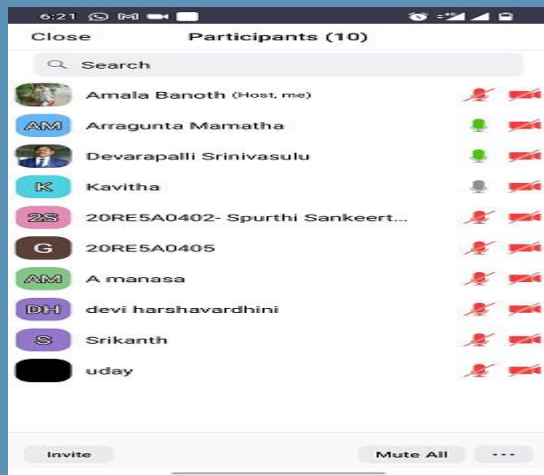 6:21
Close Participants (10)
Search
Amala Banoth (Host, me)
AM Arragunta Mamatha
Devarapalli Srinivasulu
K Kavitha
2S 20RE5A0402- Spurthi Sankeert...
G 20RE5A0405
AM A manasa
DH devi harshavardhini
S Srikanth
uday
Invite Mute All ...